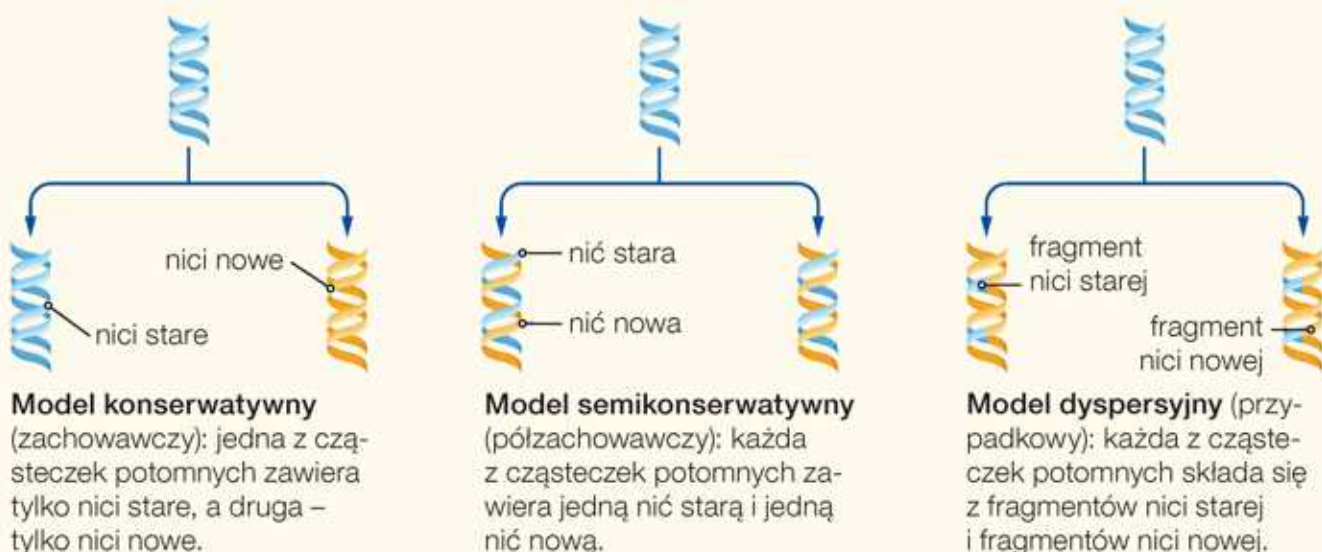 nici nowe
nici stare
Model konserwatywny
(zachowawczy): jedna z czą-
steczek potomnych zawiera
tylko nici stare, a druga –
tylko nici nowe.
nić stara
nić nowa
Model semikonserwatywny
(półzachowawczy): każda
z cząsteczek potomnych za-
wiera jedną nić starą i jedną
nić nową.
fragment
nici starej
fragment
nici nowej
Model dyspersyjny (przy-
padkowy): każda z cząste-
czek potomnych składa się
z fragmentów nici starej
i fragmentów nici nowej.